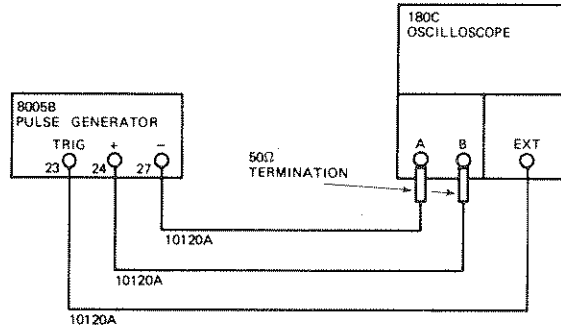 180C
OSCILLOSCOPE
8005B
PULSE GENERATOR
TRIG + −
23 24 27
A B EXT
50Ω
TERMINATION
10120A
10120A
10120A